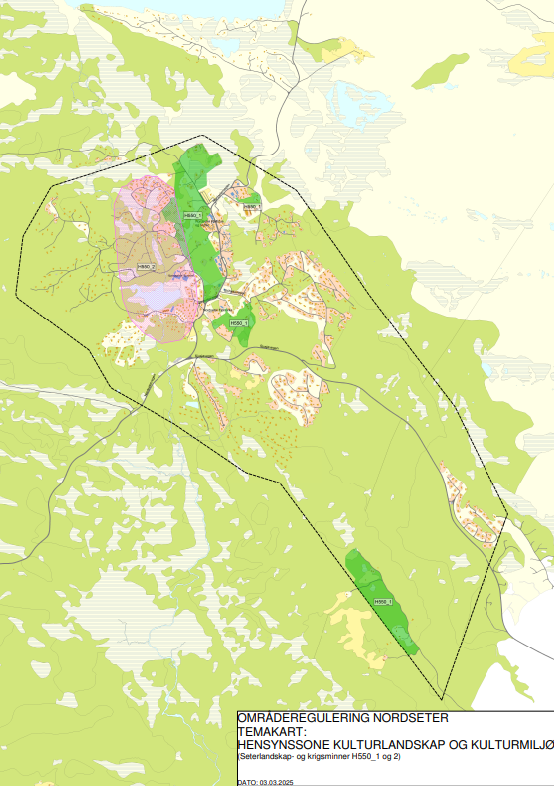 H550_1
H550_1
H550_2
H550_1
H550_1
OMRÅDEREGULERING NORDSETER
TEMAKART:
HENSYNSSONE KULTURLANDSKAP OG KULTURMILJØ
(Seterlandskap- og krigsminner H550_1 og 2)
DATO: 03.03.2025